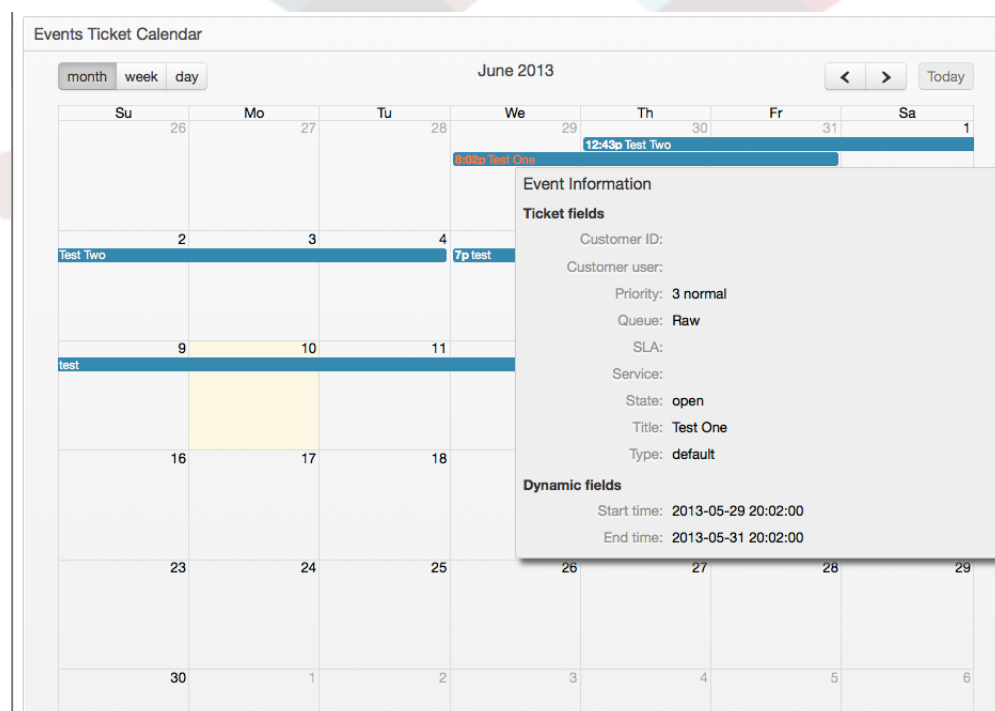 Events Ticket Calendar
month week day June 2013 Today
Su Mo Tu We Th Fr Sa
26 27 28 29 30 31 1
12:43p Test Two
8:02p Test One
Event Information
Ticket fields
Customer ID:
Customer user:
Priority: 3 normal
Queue: Raw
SLA:
Service:
State: open
Title: Test One
Type: default
Dynamic fields
Start time: 2013-05-29 20:02:00
End time: 2013-05-31 20:02:00
2 3 4
Test Two 7p test
9 10 11
test
16 17 18
23 24 25 26 27 28 29
30 1 2 3 4 5 6